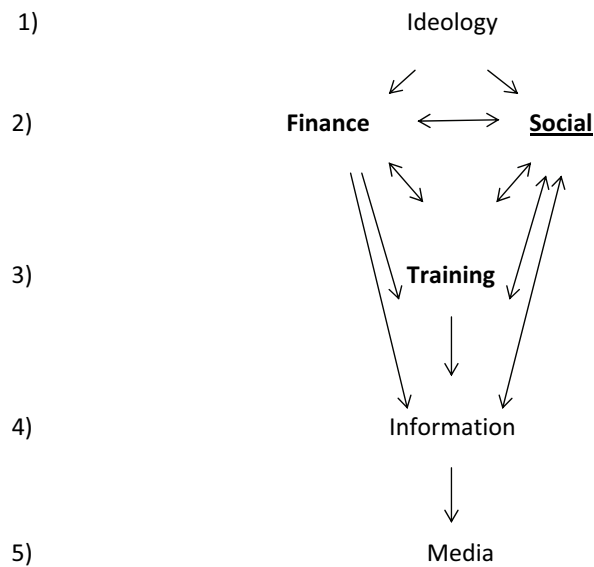 1) Ideology
2) Finance Social
3) Training
4) Information
5) Media